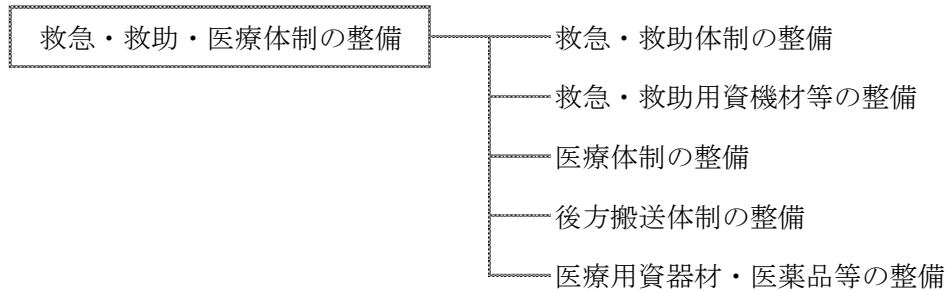 救急・救助・医療体制の整備
救急・救助体制の整備
救急・救助用資機材等の整備
医療体制の整備
後方搬送体制の整備
医療用資器材・医薬品等の整備